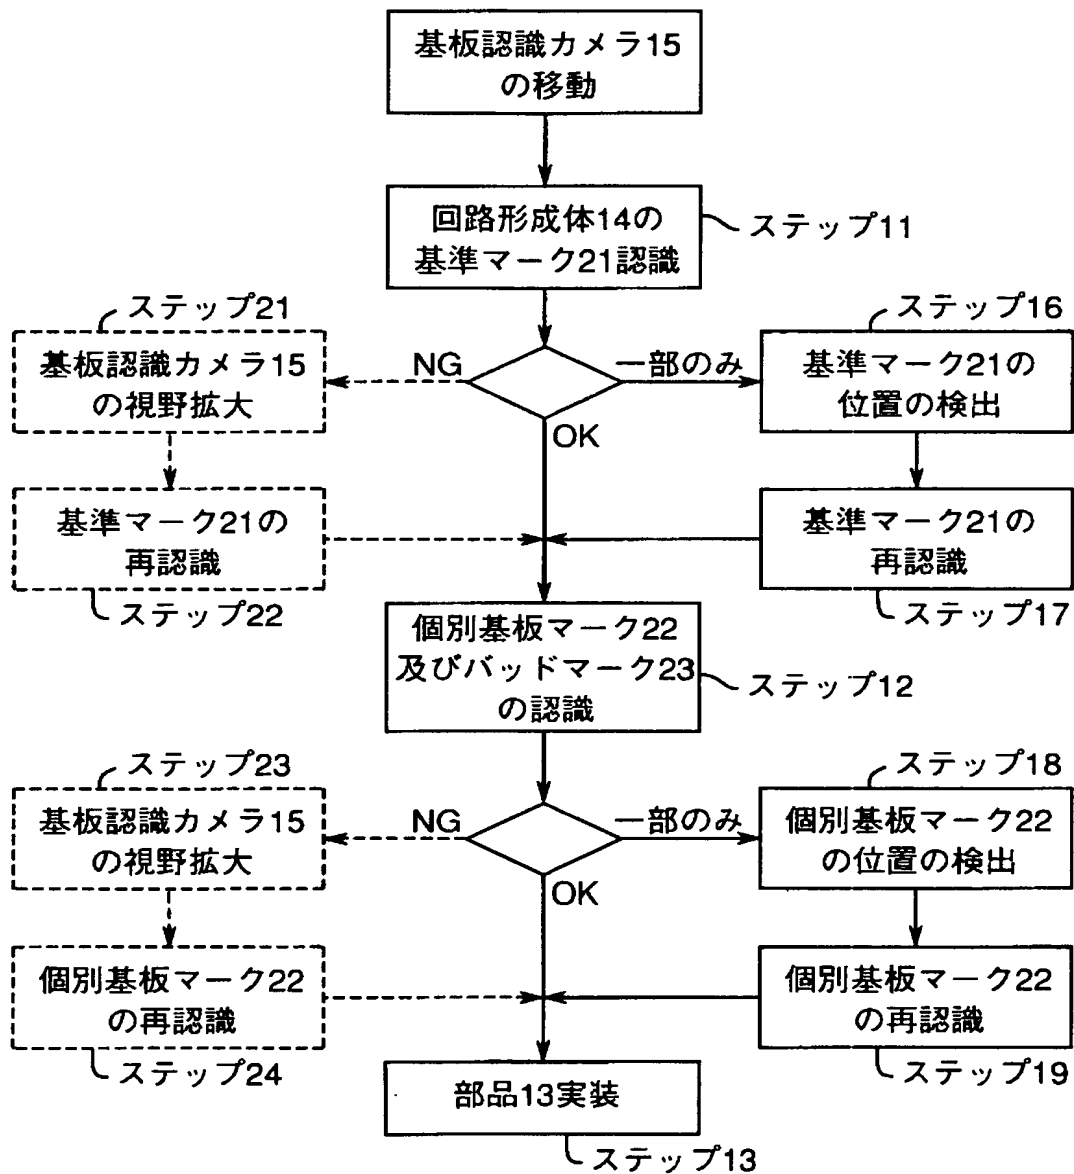 基板認識カメラ15
の移動
回路形成体14の
基準マーク21認識
ステップ11
ステップ21
基板認識カメラ15
の視野拡大
NG
一部のみ
OK
ステップ16
基準マーク21の
位置の検出
基準マーク21の
再認識
ステップ22
基準マーク21の
再認識
ステップ17
個別基板マーク22
及びバッドマーク23
の認識
ステップ12
ステップ23
基板認識カメラ15
の視野拡大
NG
一部のみ
OK
ステップ18
個別基板マーク22
の位置の検出
個別基板マーク22
の再認識
ステップ24
個別基板マーク22
の再認識
ステップ19
部品13実装
ステップ13